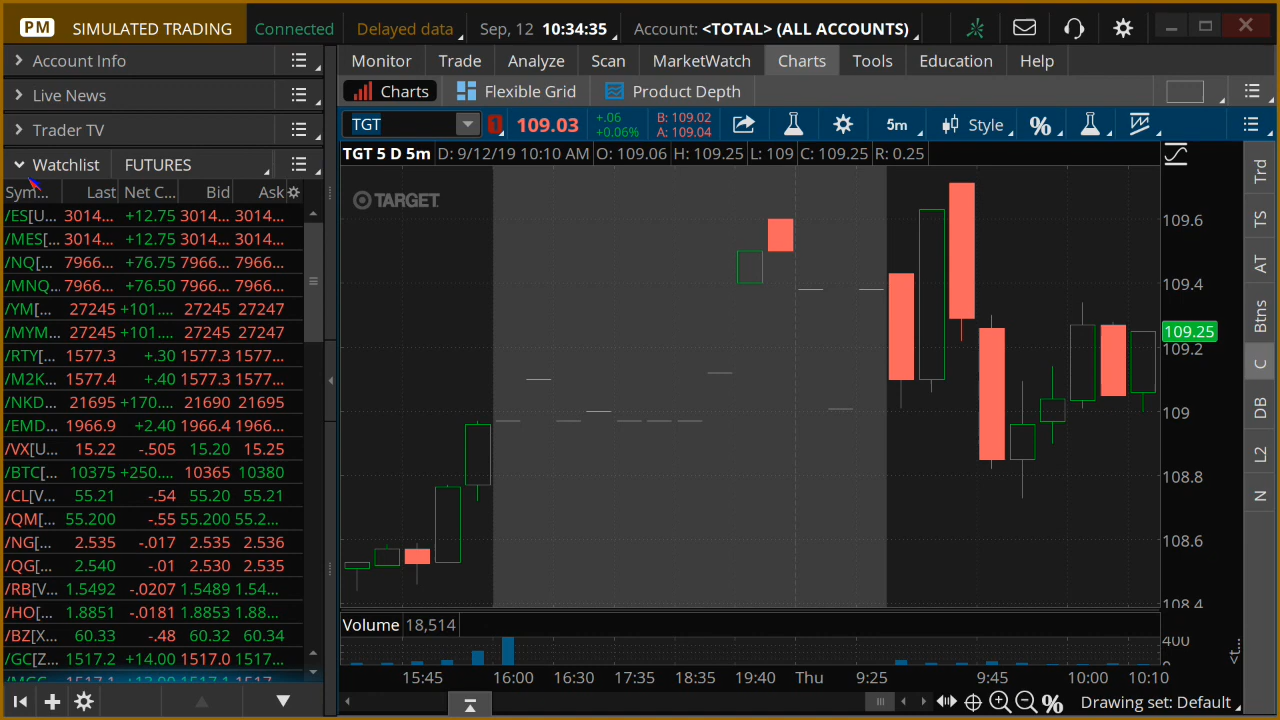 PM SIMULATED TRADING Connected Delayed data Sep, 12 10:34:35 Account: <TOTAL> (ALL ACCOUNTS)
Account Info
Live News
Trader TV
Watchlist FUTURES
Sym... Last Net C... Bid Ask
/ES[U... 3014... +12.75 3014... 3014...
/MES[... 3014... +12.75 3014... 3014...
/NQ[... 7966... +76.75 7966... 7966...
/MNQ... 7966... +76.50 7966... 7966...
/YM[... 27245 +101.... 27245 27247
/MYM... 27245 +101.... 27245 27247
/RTY[... 1577.3 +.30 1577.3 1577...
/M2K... 1577.4 +.40 1577.3 1577...
/NKD... 21695 +170.... 21690 21695
/EMD... 1966.9 +2.40 1966.4 1966...
/VX[U... 15.22 -.505 15.20 15.25
/BTC[... 10375 +250.... 10365 10380
/CL[V... 55.21 -.54 55.20 55.21
/QM[... 55.200 -.55 55.200 55.2...
/NG[... 2.535 -.017 2.535 2.536
/QG[... 2.540 -.01 2.530 2.535
/RB[V... 1.5492 -.0207 1.5489 1.54...
/HO[... 1.8851 -.0181 1.8853 1.88...
/BZ[X... 60.33 -.48 60.32 60.34
/GC[Z... 1517.2 +14.00 1517.0 1517...
Monitor Trade Analyze Scan MarketWatch Charts Tools Education Help
Charts Flexible Grid Product Depth
TGT 1 109.03 +.06 +0.06% B: 109.02 A: 109.04 5m Style %
TGT 5 D 5m D: 9/12/19 10:10 AM O: 109.06 H: 109.25 L: 109 C: 109.25 R: 0.25
TARGET
109.6
109.4
109.25
109.2
109
108.8
108.6
108.4
Volume 18,514
400
<t...
15:45 16:00 16:30 17:35 18:35 19:40 Thu 9:25 9:45 10:00 10:10
% Drawing set: Default
Trd
TS
AT
Btns
C
DB
L2
N